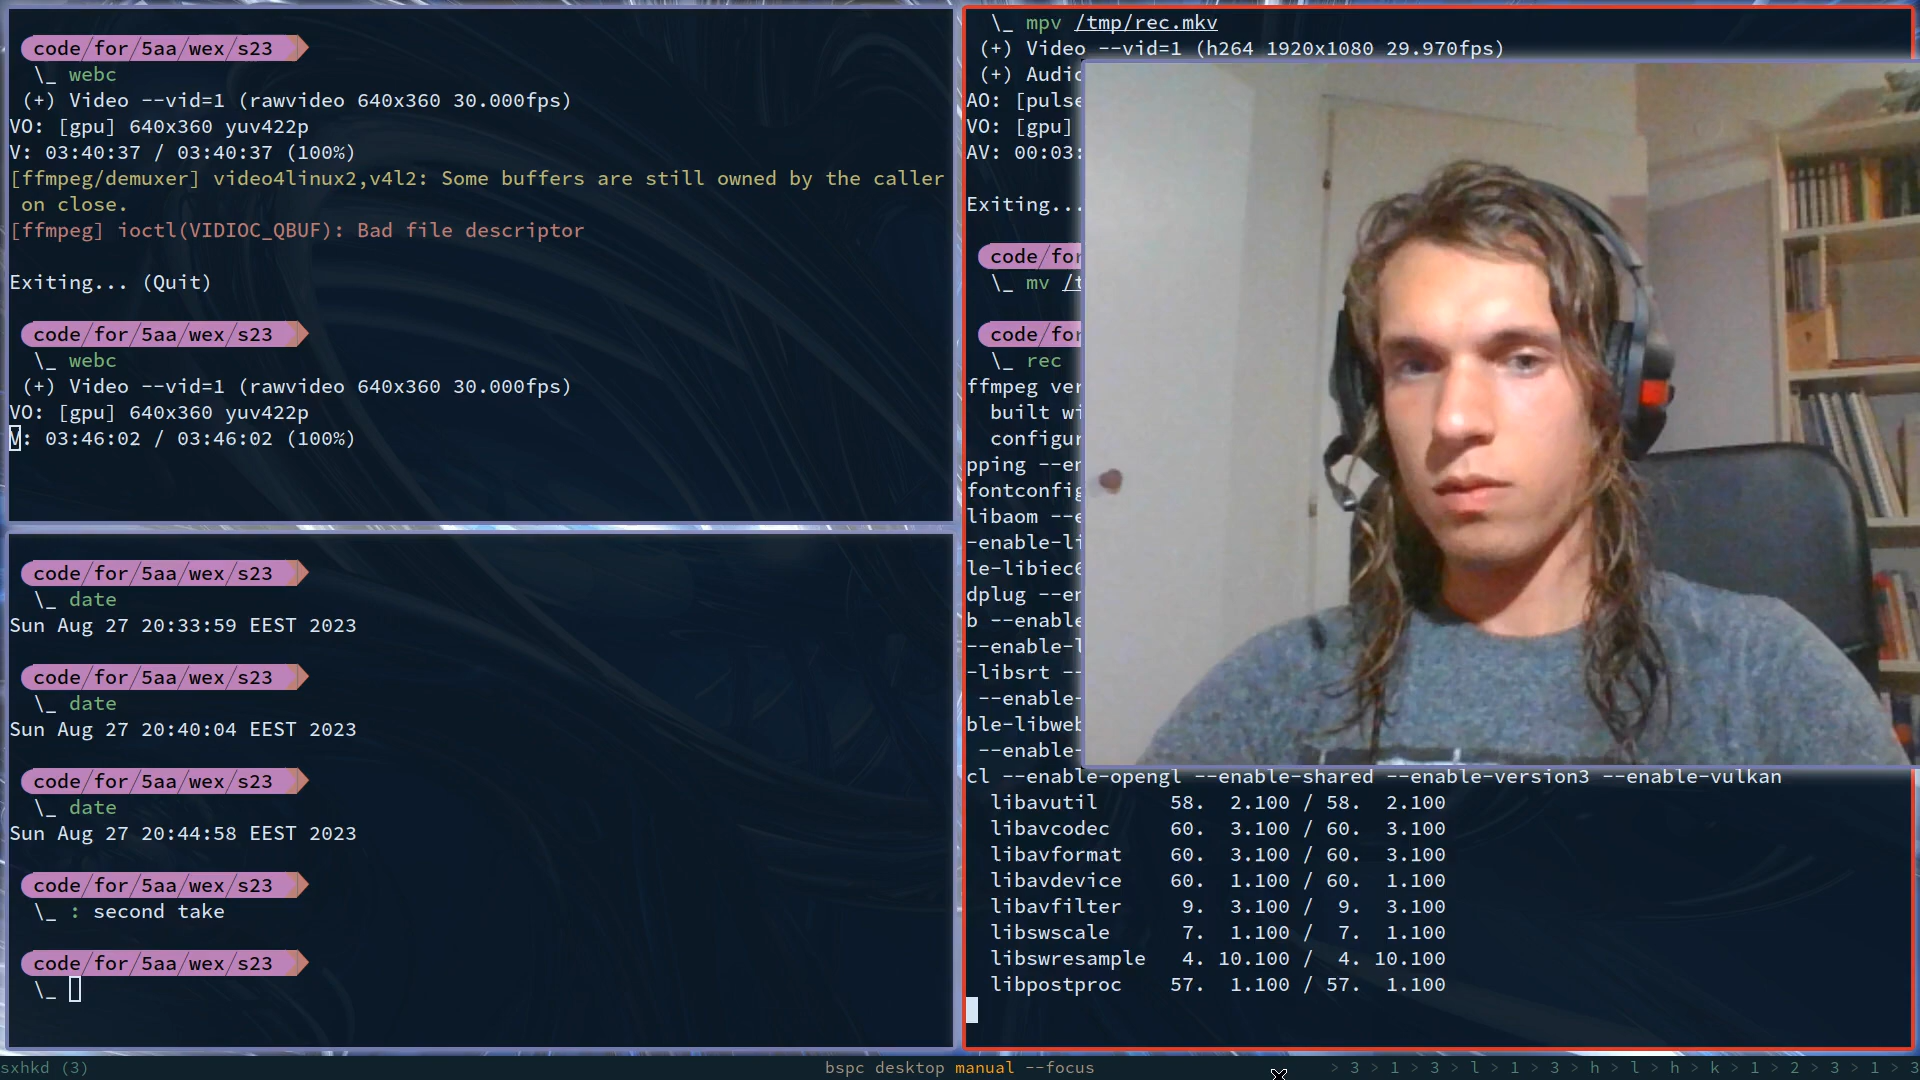 code/for/5aa/wex/s23
\_ webc
(+) Video --vid=1 (rawvideo 640x360 30.000fps)
VO: [gpu] 640x360 yuv422p
V: 03:40:37 / 03:40:37 (100%)
[ffmpeg/demuxer] video4linux2,v4l2: Some buffers are still owned by the caller
on close.
[ffmpeg] ioctl(VIDIOC_QBUF): Bad file descriptor
Exiting... (Quit)
code/for/5aa/wex/s23
\_ webc
(+) Video --vid=1 (rawvideo 640x360 30.000fps)
VO: [gpu] 640x360 yuv422p
V: 03:46:02 / 03:46:02 (100%)
code/for/5aa/wex/s23
\_ date
Sun Aug 27 20:33:59 EEST 2023
code/for/5aa/wex/s23
\_ date
Sun Aug 27 20:40:04 EEST 2023
code/for/5aa/wex/s23
\_ date
Sun Aug 27 20:44:58 EEST 2023
code/for/5aa/wex/s23
\_ : second take
code/for/5aa/wex/s23
\_
\_ mpv /tmp/rec.mkv
(+) Video --vid=1 (h264 1920x1080 29.970fps)
(+) Audi
AO: [puls
VO: [gpu]
AV: 00:03:
Exiting...
code/for
\_ mv /t
code/for
\_ rec
ffmpeg ver
built wi
configur
pping --en
fontconfig
libaom --e
-enable-li
le-libiec6
dplug --en
b --enable
--enable-l
-libsrt --
--enable-
ble-libweb
--enable-
cl --enable-opengl --enable-shared --enable-version3 --enable-vulkan
libavutil 58. 2.100 / 58. 2.100
libavcodec 60. 3.100 / 60. 3.100
libavformat 60. 3.100 / 60. 3.100
libavdevice 60. 1.100 / 60. 1.100
libavfilter 9. 3.100 / 9. 3.100
libswscale 7. 1.100 / 7. 1.100
libswresample 4. 10.100 / 4. 10.100
libpostproc 57. 1.100 / 57. 1.100
sxhkd (3)
bspc desktop manual --focus
> 3 > 1 > 3 > l > 1 > 3 > h > l > h > k > 1 > 2 > 3 > 1 > 3